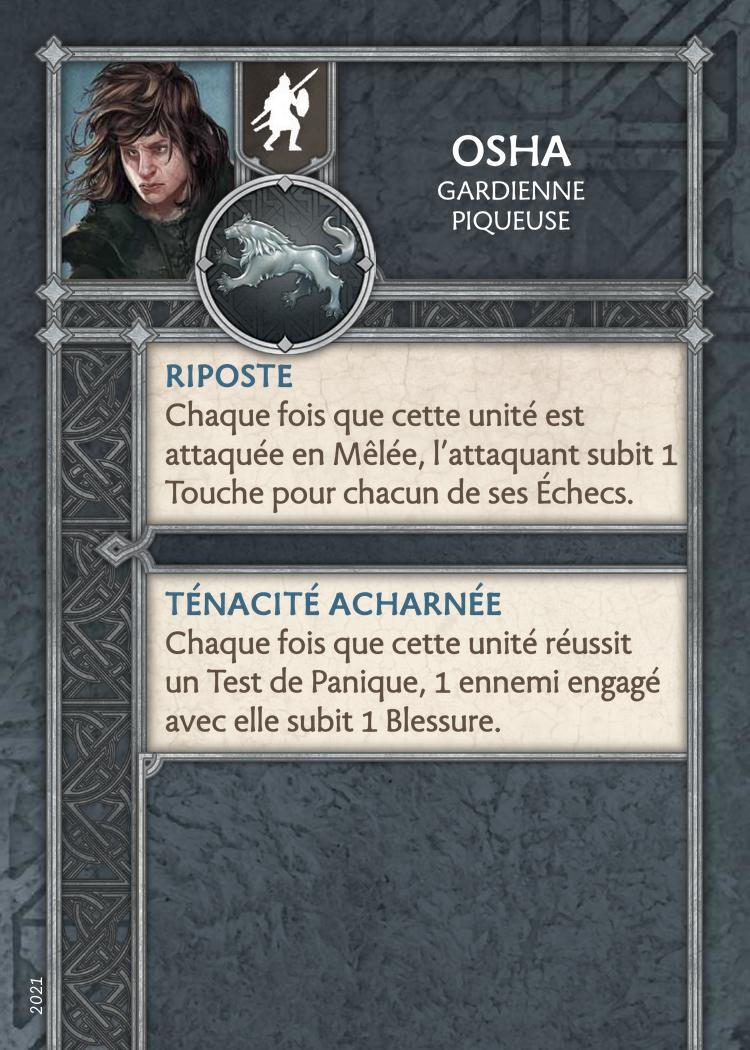 OSHA
GARDIENNE
PIQUEUSE
RIPOSTE
Chaque fois que cette unité est
attaquée en Mêlée, l'attaquant subit 1
Touche pour chacun de ses Échecs.
TÉNACITÉ ACHARNÉE
Chaque fois que cette unité réussit
un Test de Panique, 1 ennemi engagé
avec elle subit 1 Blessure.
2021